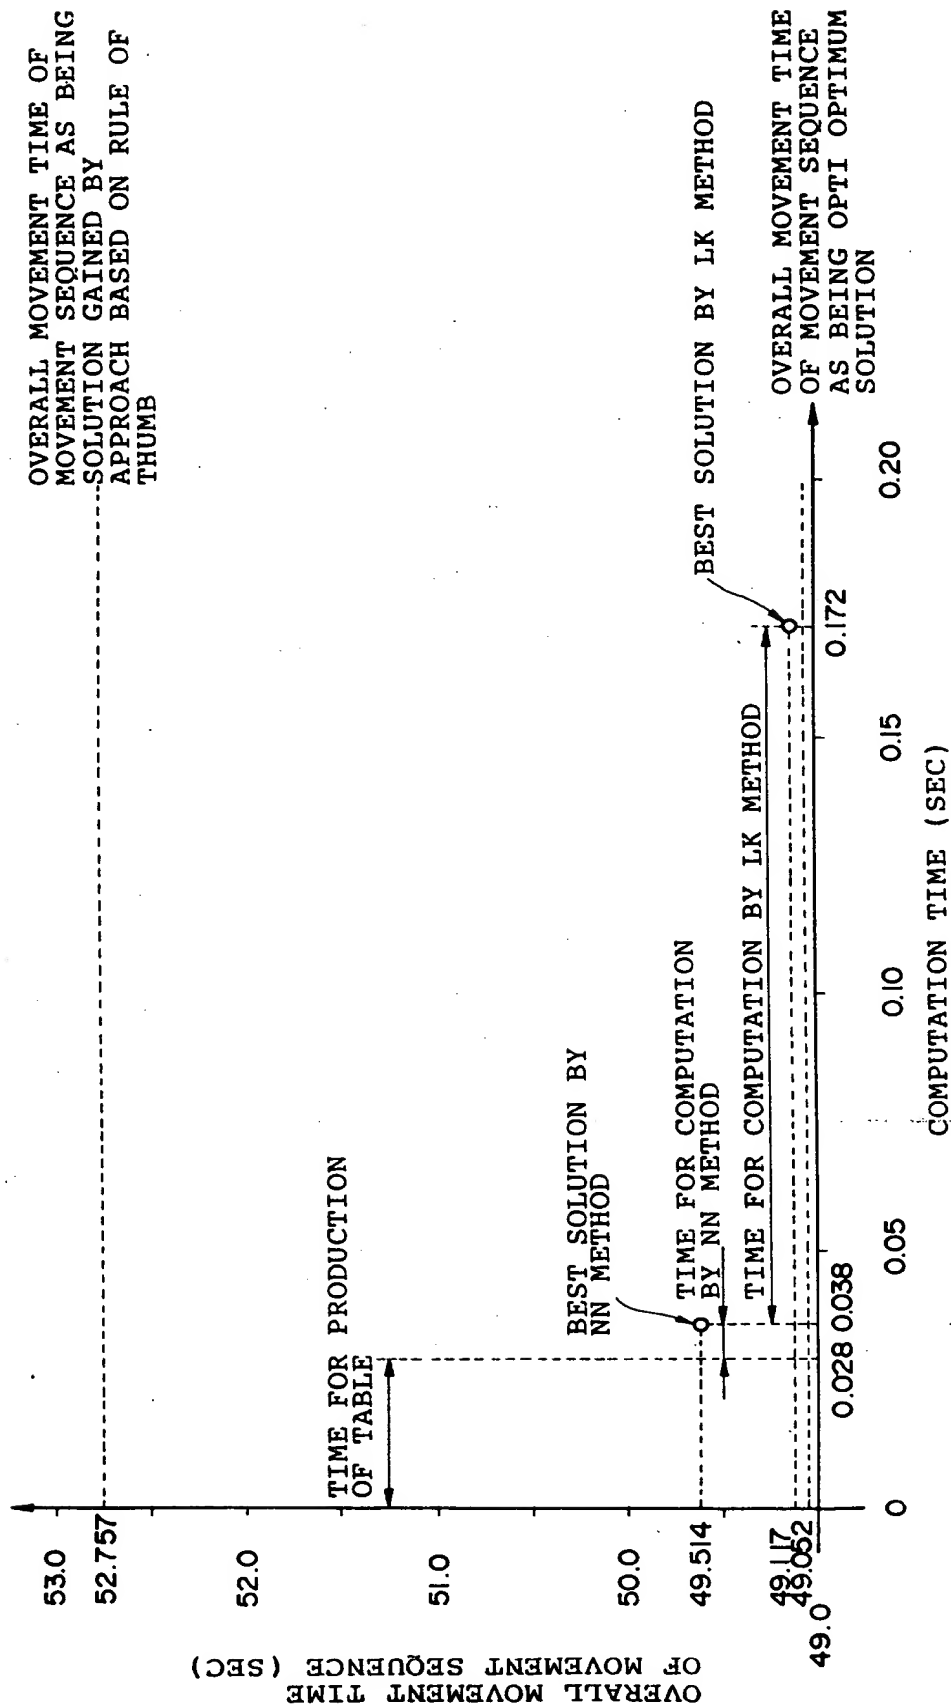 OVERALL MOVEMENT TIME OF
MOVEMENT SEQUENCE AS BEING
SOLUTION GAINED BY
APPROACH BASED ON RULE OF
THUMB
53.0
52.757
52.0
51.0
50.0
49.514
49.117
49.052
49.0
OVERALL MOVEMENT TIME
OF MOVEMENT SEQUENCE (SEC)
TIME FOR PRODUCTION
OF TABLE
BEST SOLUTION BY
NN METHOD
TIME FOR COMPUTATION
BY NN METHOD
TIME FOR COMPUTATION BY LK METHOD
BEST SOLUTION BY LK METHOD
OVERALL MOVEMENT TIME
OF MOVEMENT SEQUENCE
AS BEING OPTI OPTIMUM
SOLUTION
0
0.028
0.038
0.05
0.10
0.15
0.172
0.20
COMPUTATION TIME (SEC)